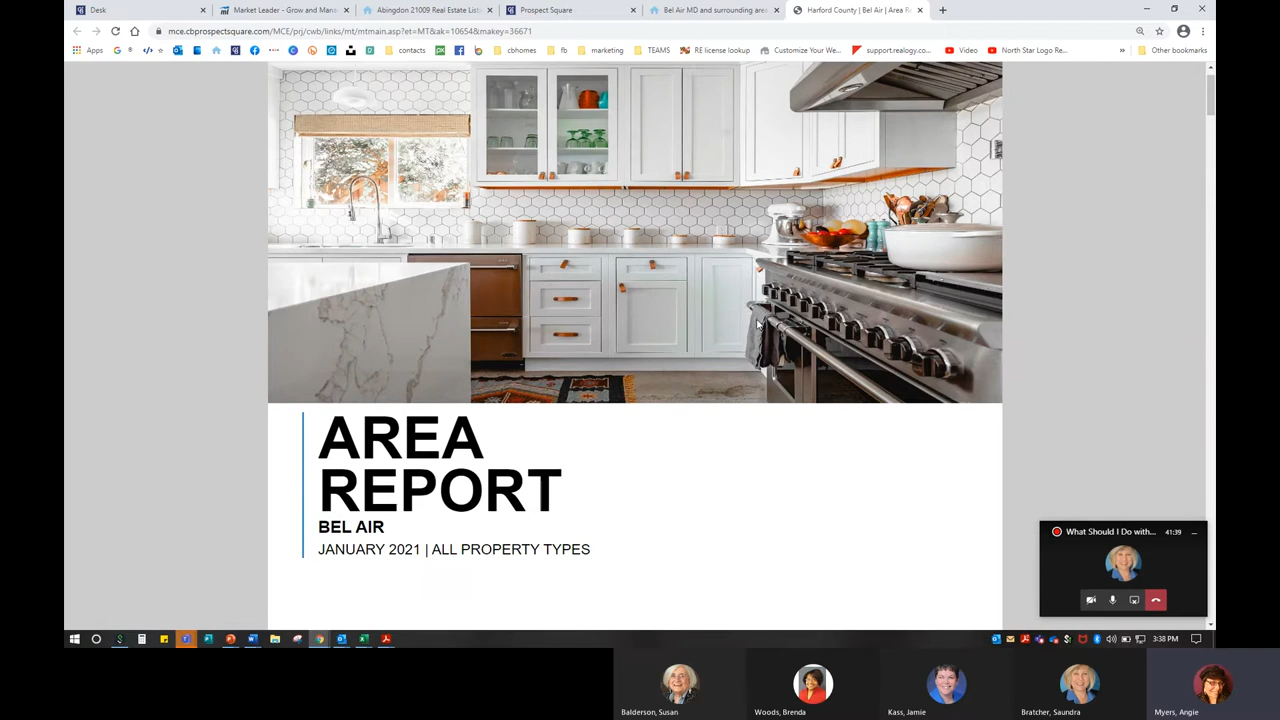 Desk
Market Leader - Grow and Man
Abingdon 21009 Real Estate List
Prospect Square
Bel Air MD and surrounding area
Harford County | Bel Air | Area R
mce.cbprospectsquare.com/MCE/prj/cwb/links/mt/mtmain.asp?et=MT&ak=10654&makey=36671
Apps
contacts
cbhomes
fb
marketing
TEAMS
RE license lookup
Customize Your We...
support.realogy.co...
Video
North Star Logo Re...
»
Other bookmarks
AREA
REPORT
BEL AIR
JANUARY 2021 | ALL PROPERTY TYPES
What Should I Do with... 41:39
3:38 PM
Balderson, Susan
Woods, Brenda
Kass, Jamie
Bratcher, Saundra
Myers, Angie